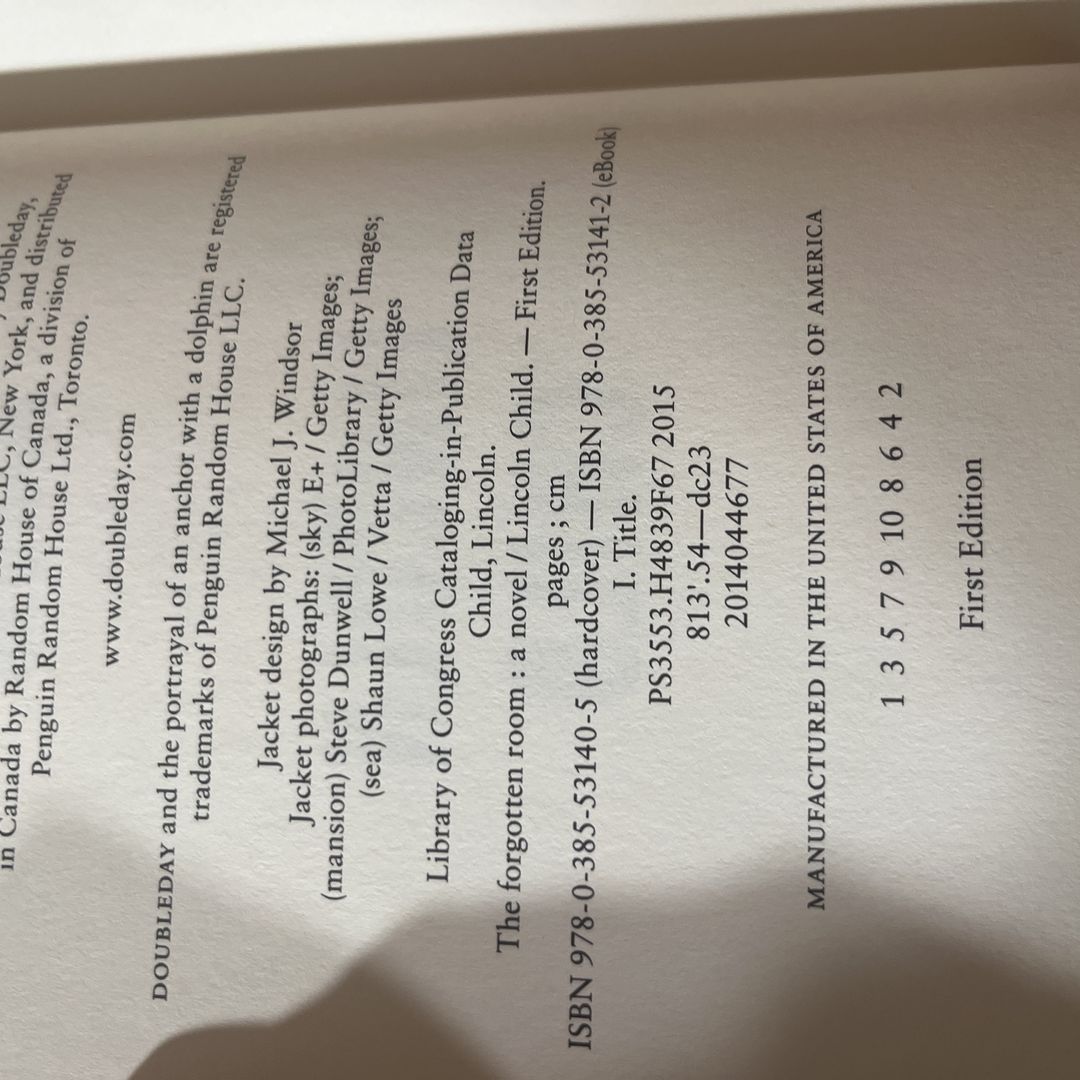 in Canada by Random House of Canada, a division of
LLC, New York, and distributed
Penguin Random House Ltd., Toronto.
www.doubleday.com
DOUBLEDAY and the portrayal of an anchor with a dolphin are registered
trademarks of Penguin Random House LLC.
Jacket design by Michael J. Windsor
Jacket photographs: (sky) E+ / Getty Images;
(mansion) Steve Dunwell / PhotoLibrary / Getty Images;
(sea) Shaun Lowe / Vetta / Getty Images
Library of Congress Cataloging-in-Publication Data
Child, Lincoln.
The forgotten room : a novel / Lincoln Child. — First Edition.
pages ; cm
ISBN 978-0-385-53140-5 (hardcover) — ISBN 978-0-385-53141-2 (eBook)
I. Title.
PS3553.H4839F67 2015
813'.54—dc23
2014044677
MANUFACTURED IN THE UNITED STATES OF AMERICA
1 3 5 7 9 10 8 6 4 2
First Edition